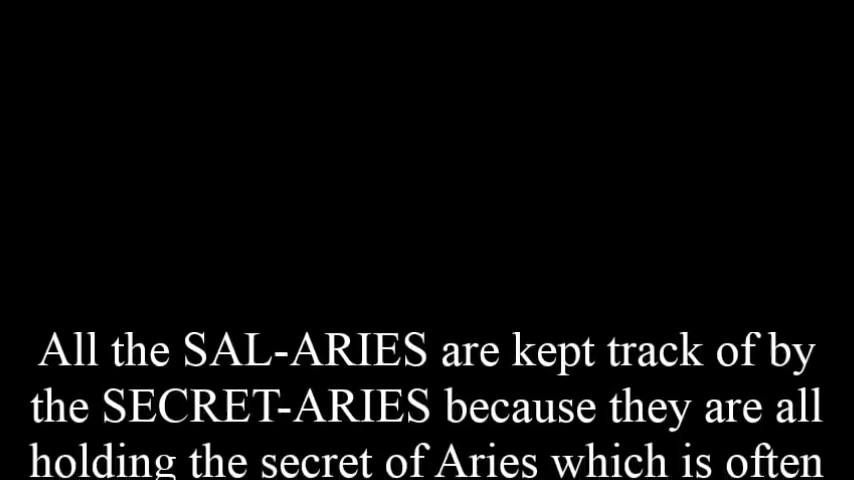 All the SAL-ARIES are kept track of by
the SECRET-ARIES because they are all
holding the secret of Aries which is often